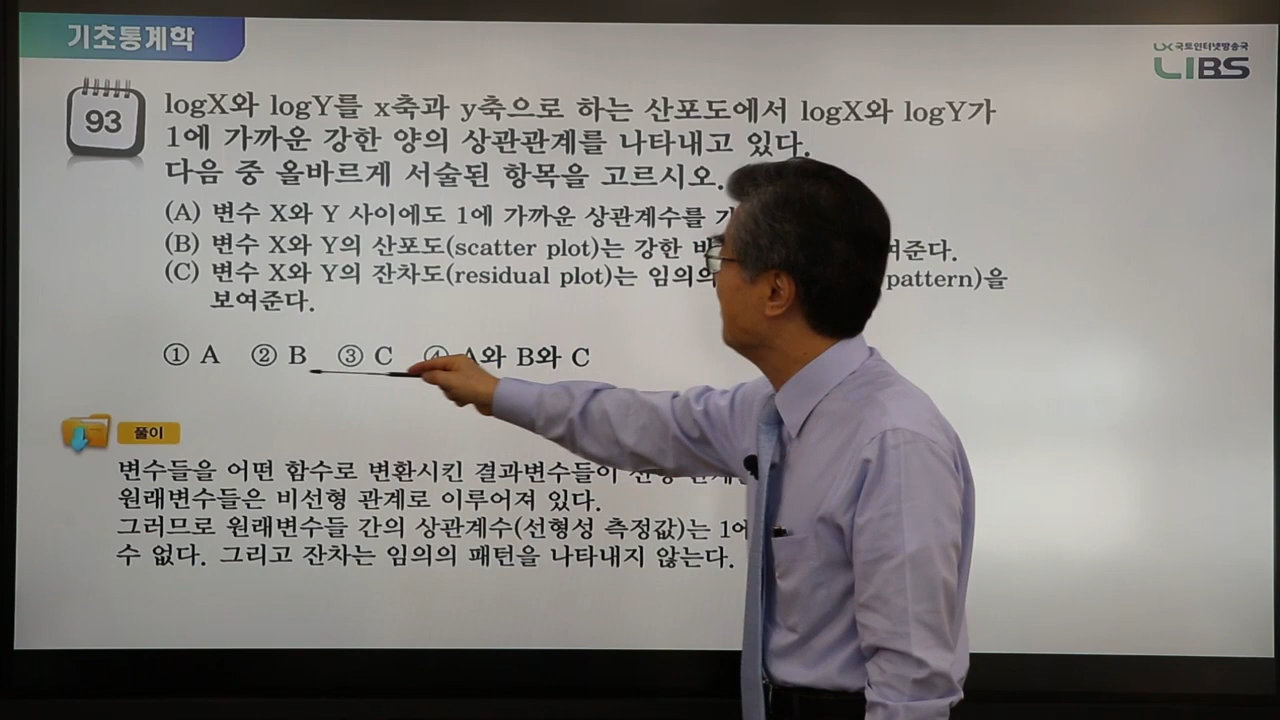 기초통계학
LX국토인터넷방송국
LIBS
93
logX와 logY를 x축과 y축으로 하는 산포도에서 logX와 logY가
1에 가까운 강한 양의 상관관계를 나타내고 있다.
다음 중 올바르게 서술된 항목을 고르시오.
(A) 변수 X와 Y 사이에도 1에 가까운 상관계수를
(B) 변수 X와 Y의 산포도(scatter plot)는 강한 여준다.
(C) 변수 X와 Y의 잔차도(residual plot)는 임의의 pattern)을
보여준다.
① A ② B ③ C ④ A와 B와 C
풀이
변수들을 어떤 함수로 변환시킨 결과변수들이
원래변수들은 비선형 관계로 이루어져 있다.
그러므로 원래변수들 간의 상관계수(선형성 측정값)는 1에
수 없다. 그리고 잔차는 임의의 패턴을 나타내지 않는다.